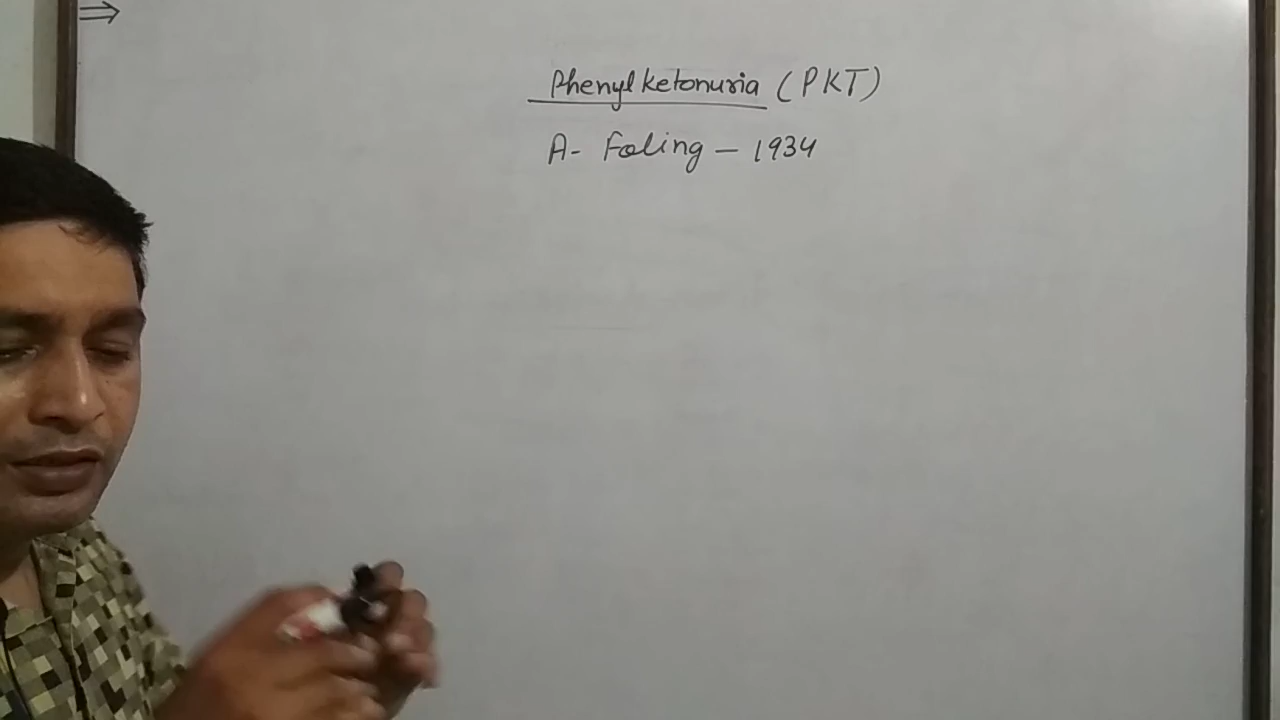 ⇒
Phenylketonuria (PKT)
A- Foling - 1934